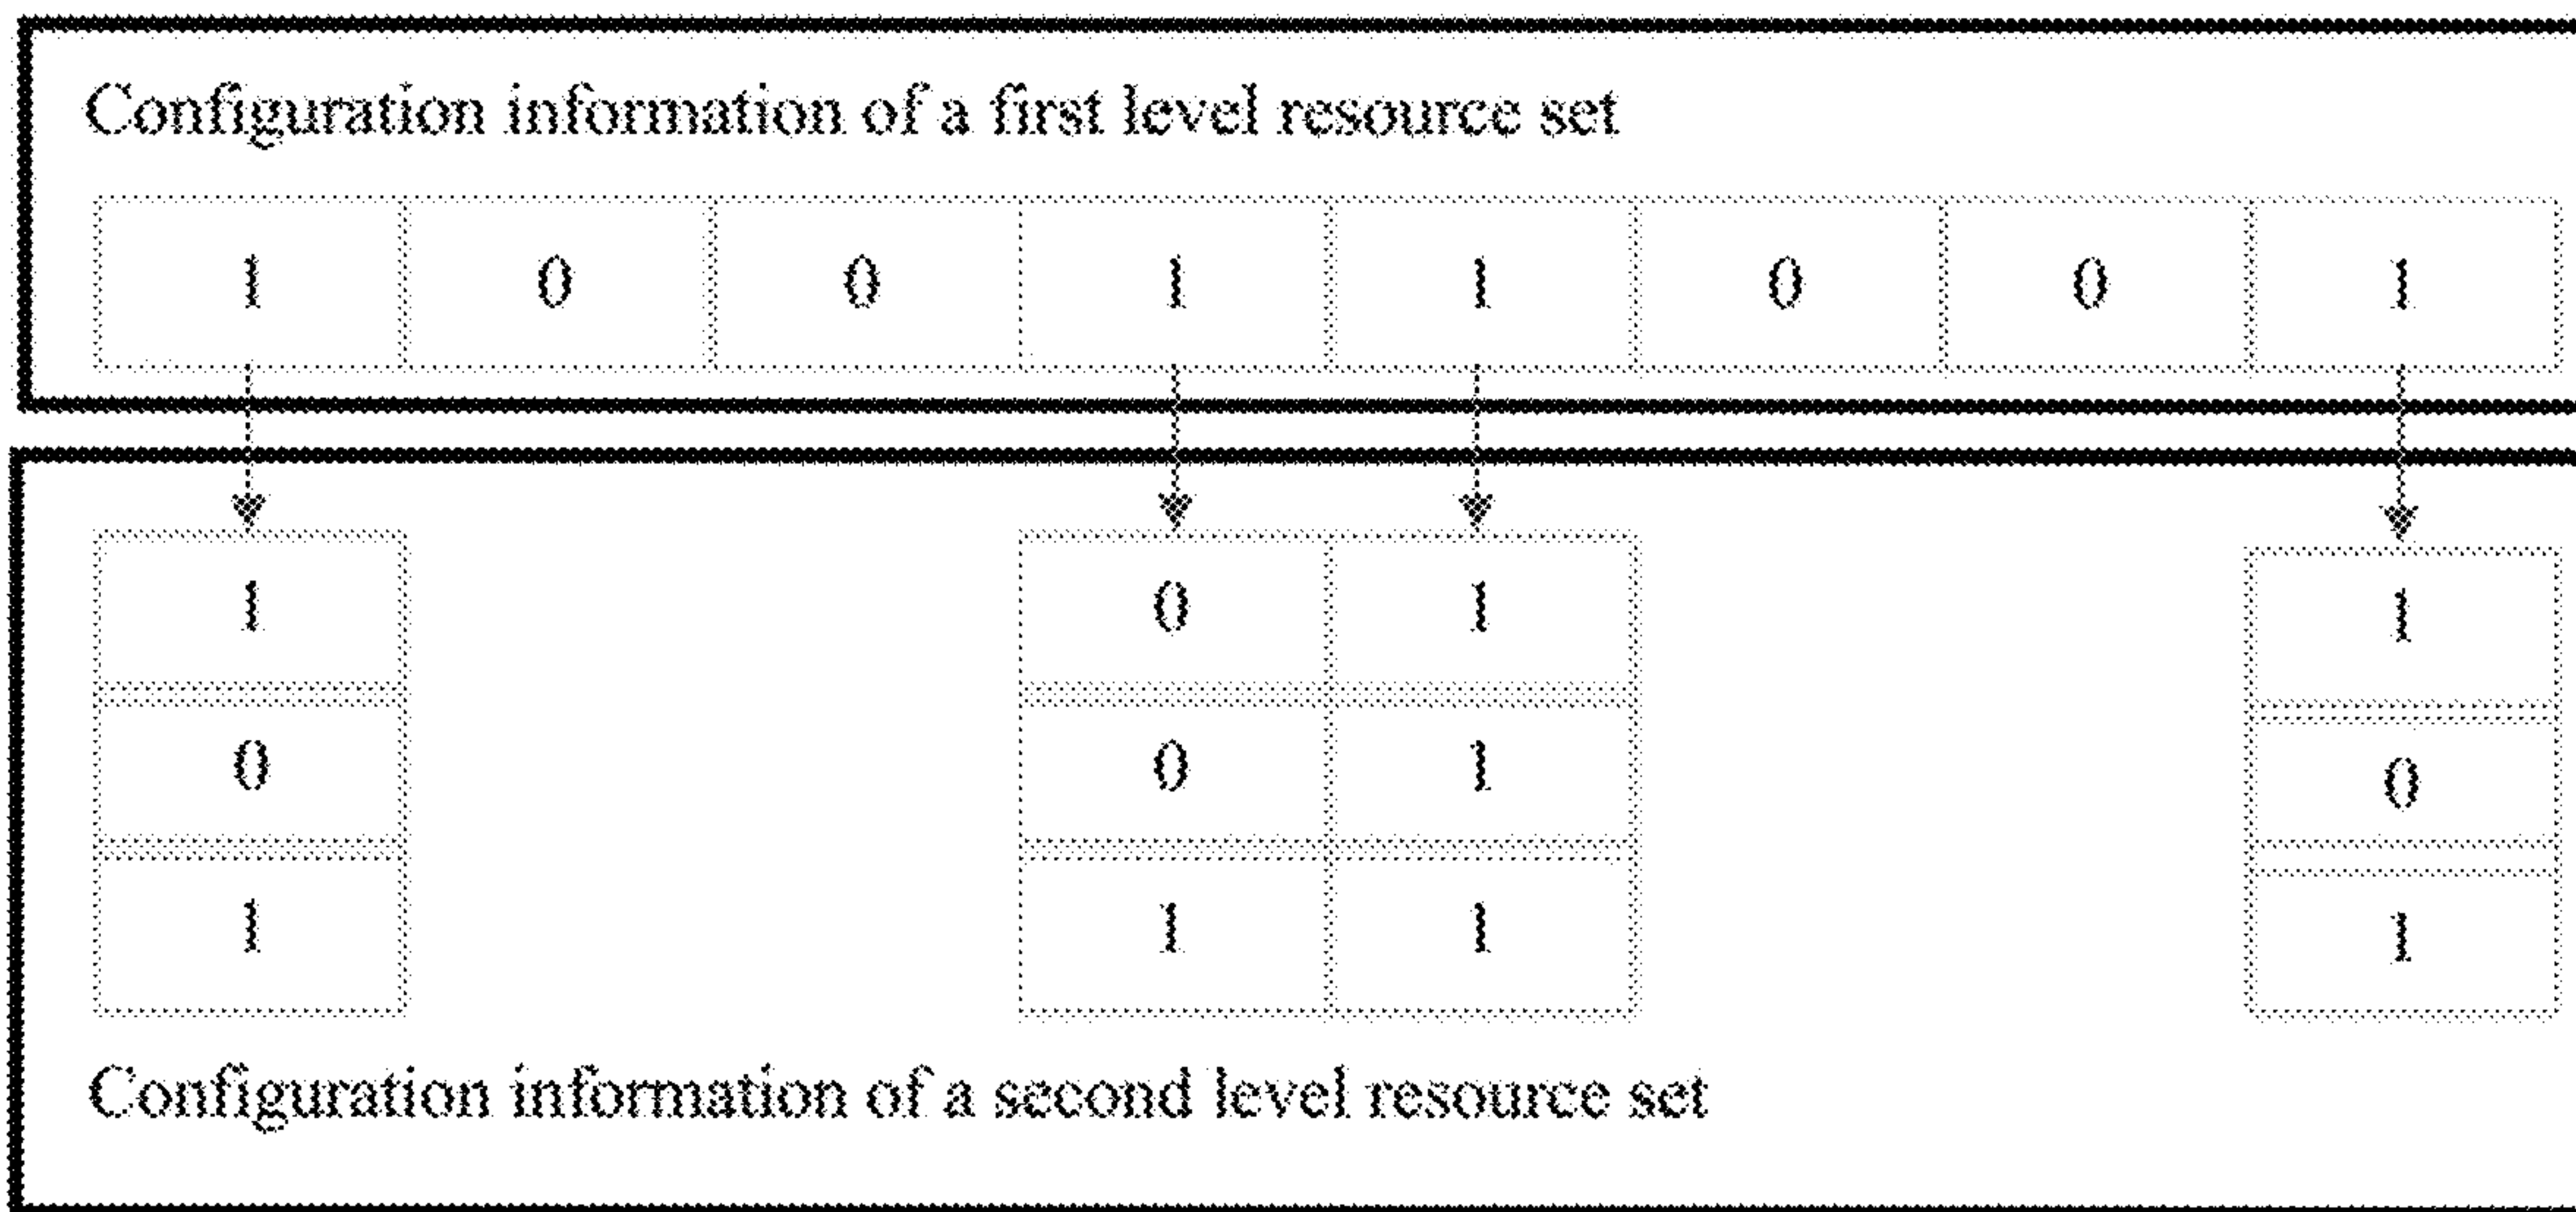 Configuration information of a first level resource set
1 0 0 1 1 0 0 1
1 0 1 1
0 0 1 0
1 1 1 1
Configuration information of a second level resource set